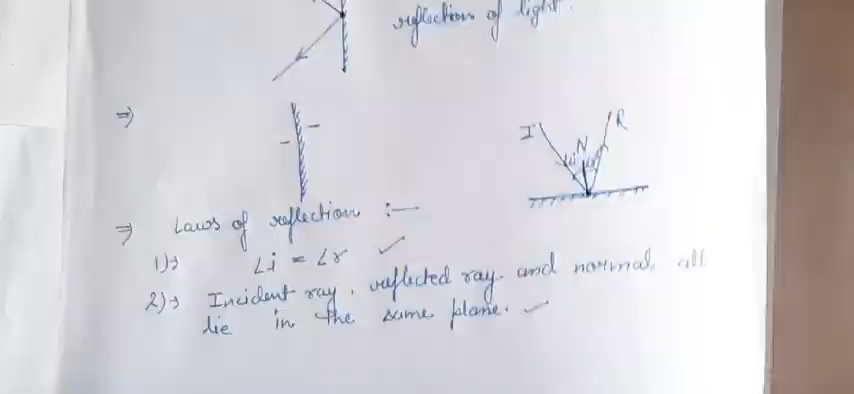 reflection of light.
⇒
I N R
∠i ∠r
⇒ Laws of reflection :—
1)→ ∠i = ∠r ✓
2)→ Incident ray, reflected ray and normal all
lie in the same plane. ✓